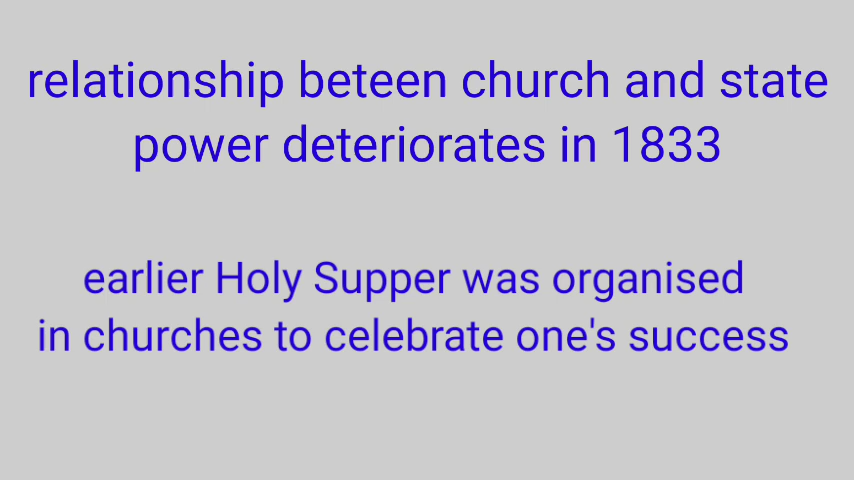 relationship beteen church and state
power deteriorates in 1833
earlier Holy Supper was organised
in churches to celebrate one's success